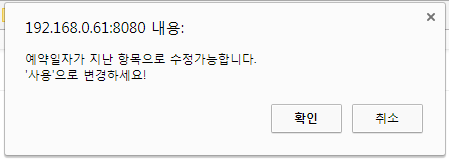 192.168.0.61:8080 내용:
예약일자가 지난 항목으로 수정가능합니다.
'사용'으로 변경하세요!
확인
취소